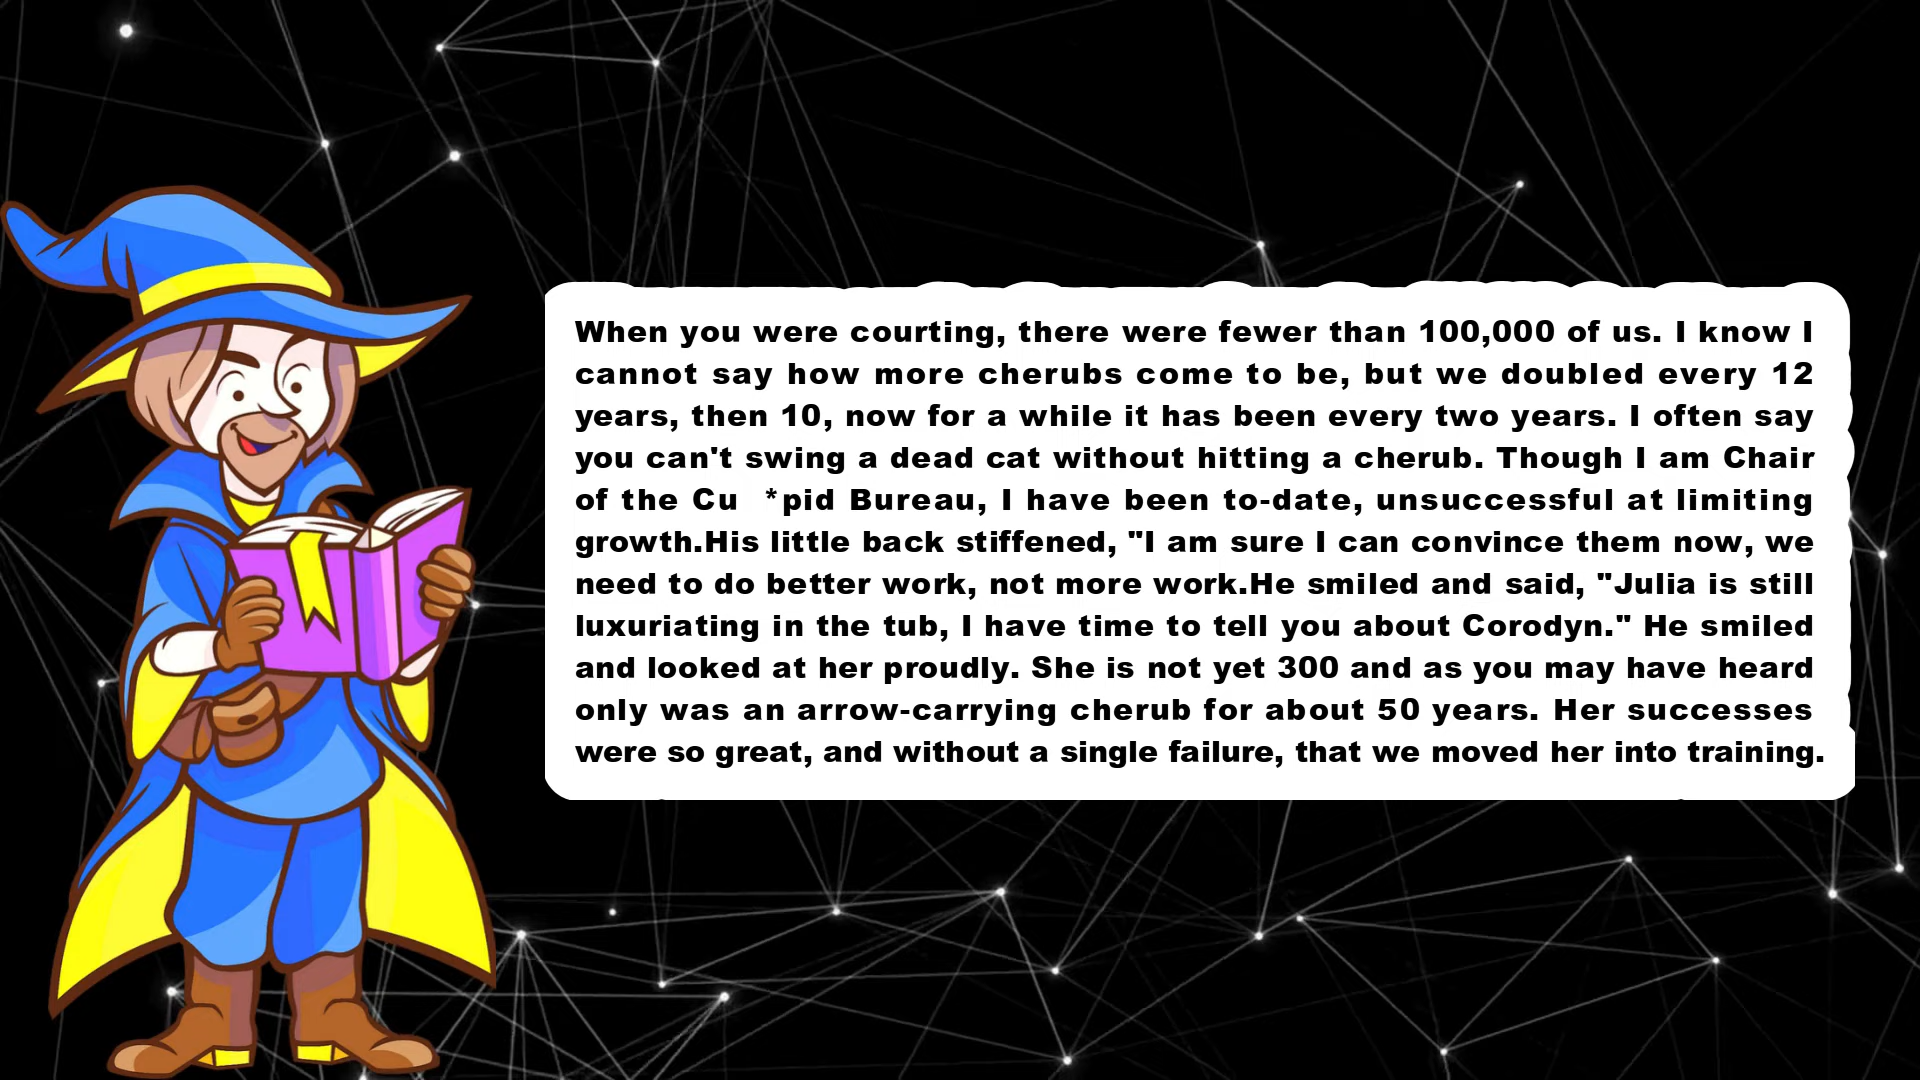 When you were courting, there were fewer than 100,000 of us. I know I
cannot say how more cherubs come to be, but we doubled every 12
years, then 10, now for a while it has been every two years. I often say
you can't swing a dead cat without hitting a cherub. Though I am Chair
of the Cu  *pid Bureau, I have been to-date, unsuccessful at limiting
growth.His little back stiffened, "I am sure I can convince them now, we
need to do better work, not more work.He smiled and said, "Julia is still
luxuriating in the tub, I have time to tell you about Corodyn." He smiled
and looked at her proudly. She is not yet 300 and as you may have heard
only was an arrow-carrying cherub for about 50 years. Her successes
were so great, and without a single failure, that we moved her into training.